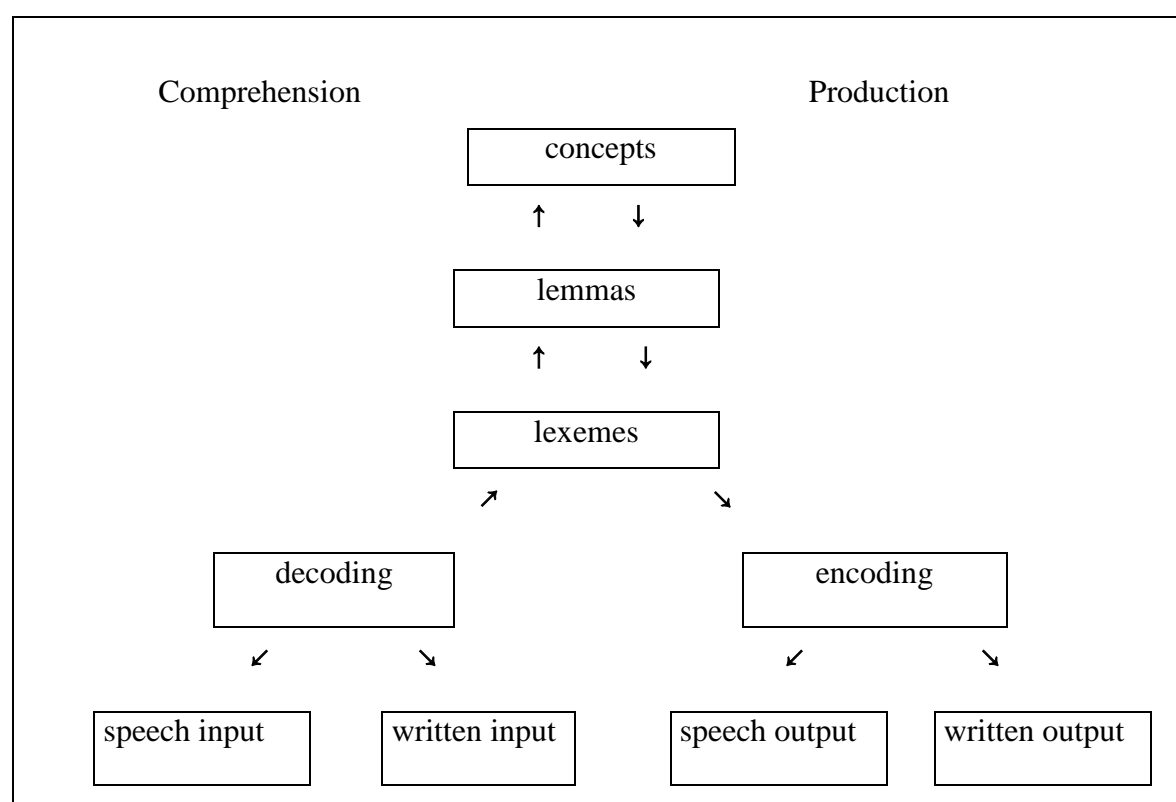 Comprehension Production
concepts
↑ ↓
lemmas
↑ ↓
lexemes
↗ ↘
decoding encoding
↙ ↘ ↙ ↘
speech input written input speech output written output